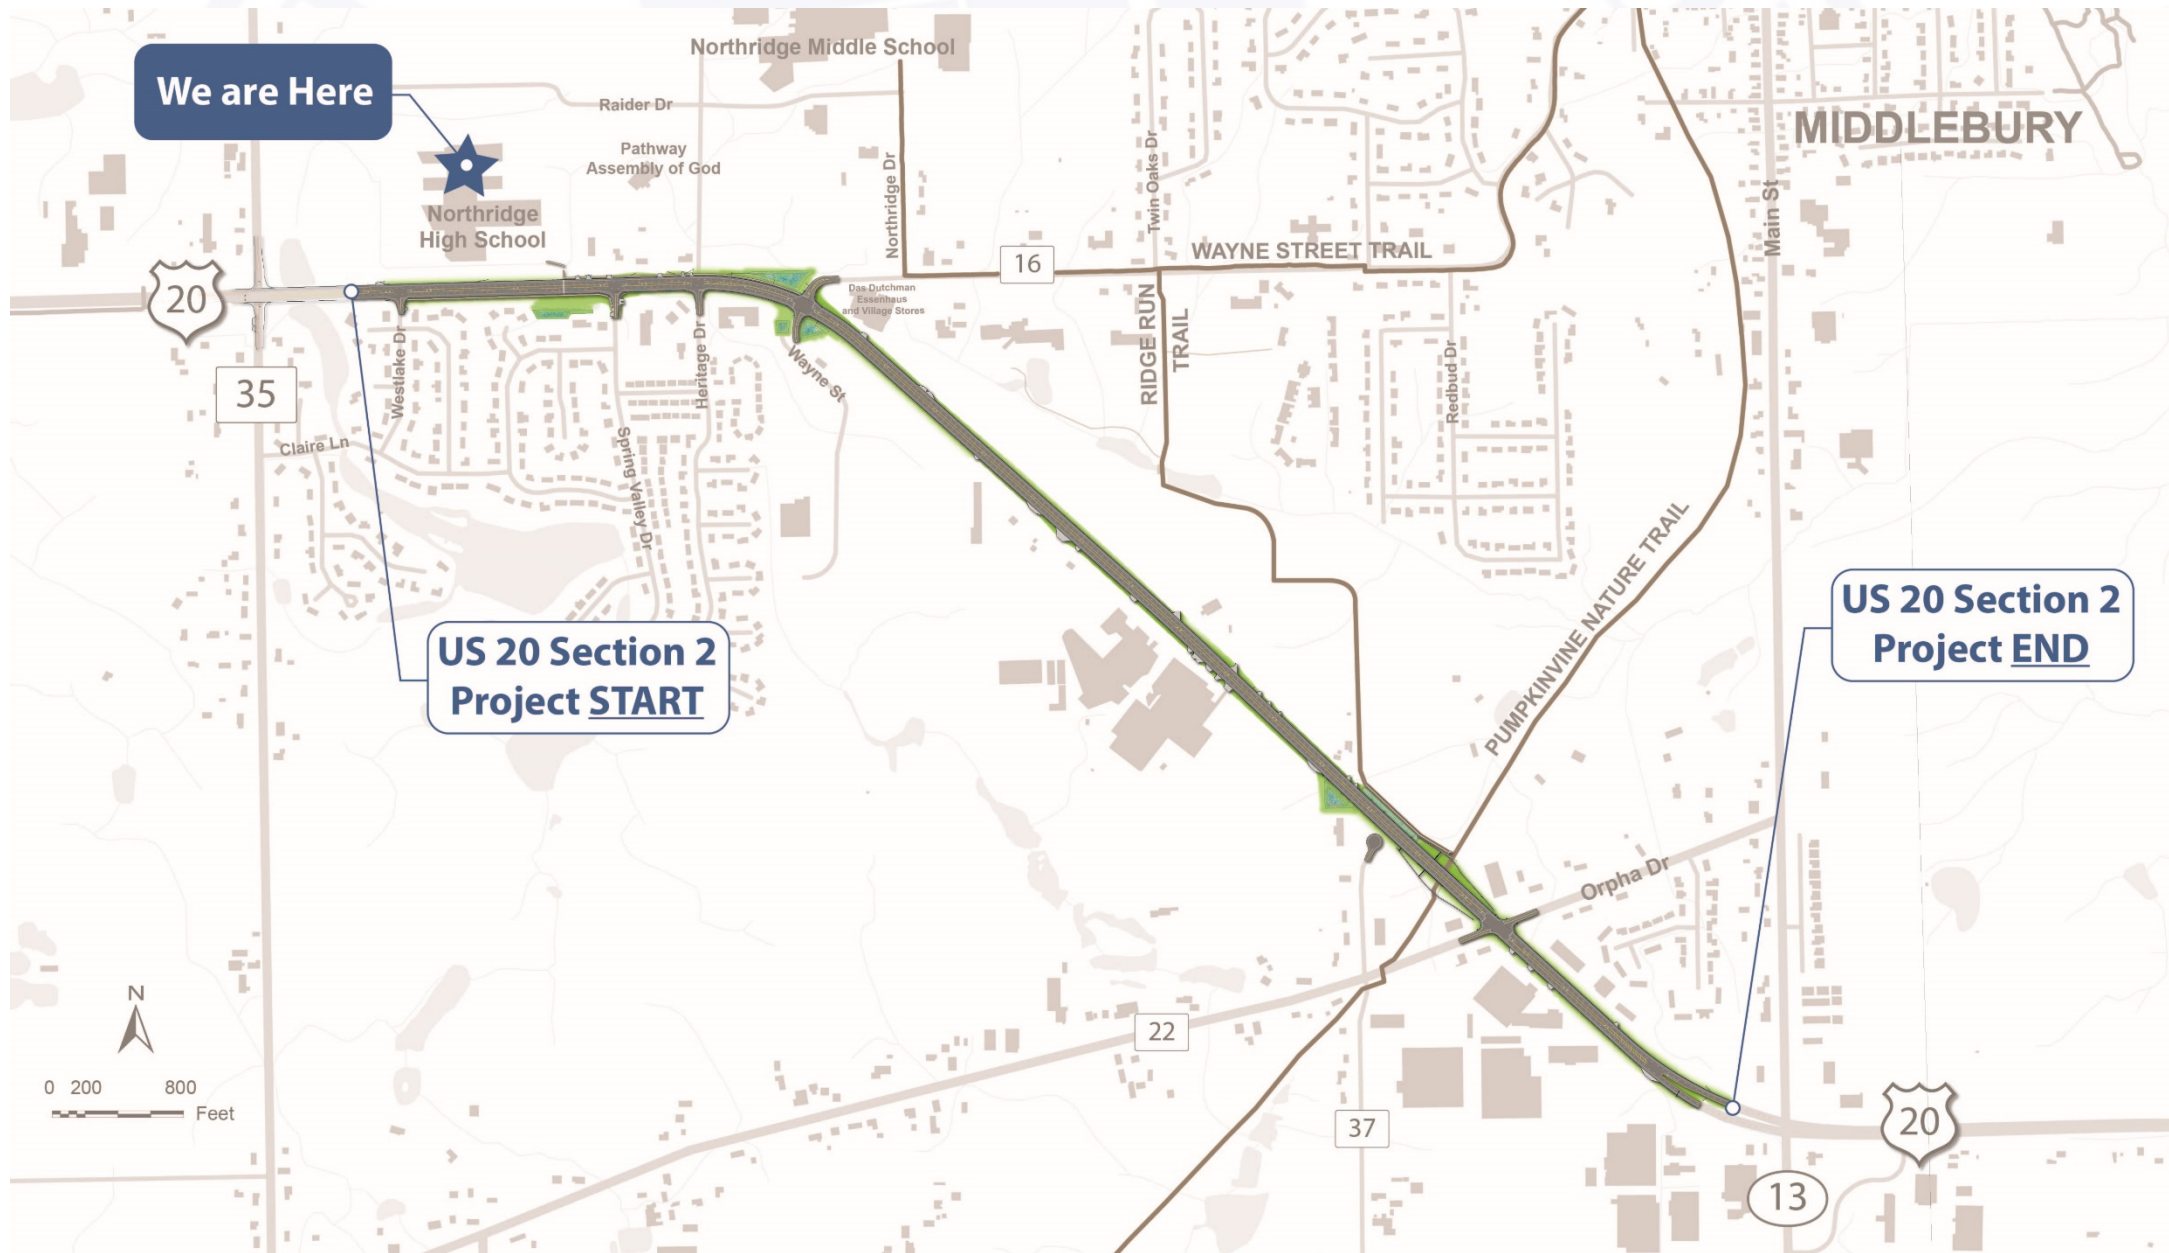 Northridge Middle School
We are Here
Raider Dr
MIDDLEBURY
Pathway
Assembly of God
Northridge Dr
Twin Oaks Dr
Main St
Northridge
High School
WAYNE STREET TRAIL
16
20
Das Dutchman
Essenhaus
and Village Stores
RIDGE RUN
TRAIL
Westlake Dr
Heritage Dr
Wayne St
Redbud Dr
35
Claire Ln
Spring Valley Dr
PUMPKINVINE NATURE TRAIL
US 20 Section 2
Project START
US 20 Section 2
Project END
Orpha Dr
N
22
0 200 800
Feet
37
20
13